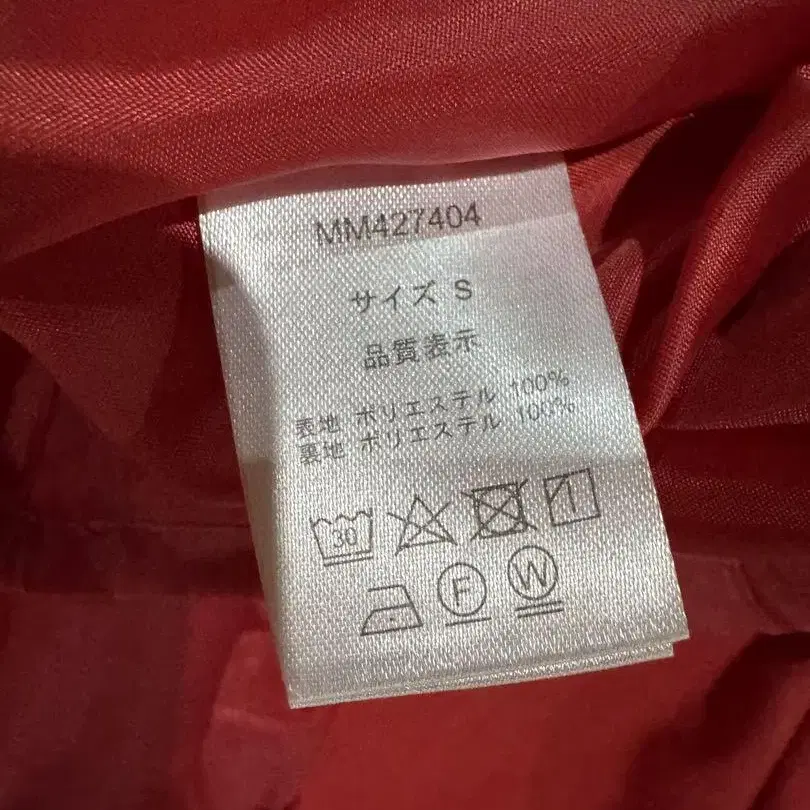 MM427404
サイズ S
品質表示
表地 ポリエステル 100%
裏地 ポリエステル 100%
30
F W